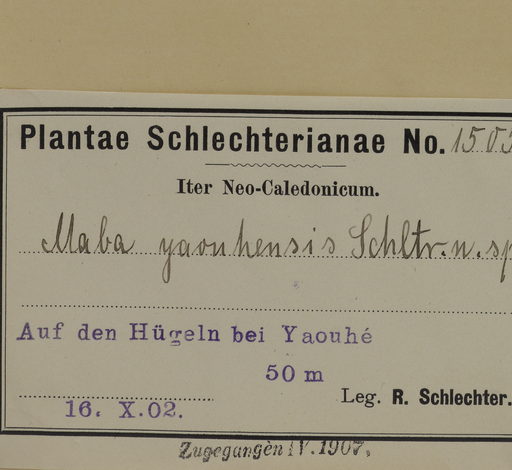 Plantae Schlechterianae No.
Iter Neo-Caledonicum.
Maba yaouhensis Schltr. n. sp
Auf den Hügeln bei Yaouhé
50 m
Leg. R. Schlechter.
16. X. 02.
Zugegangen IV. 1907.